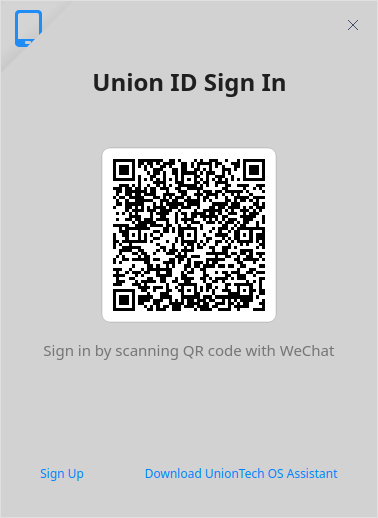 Union ID Sign In
Sign in by scanning QR code with WeChat
Sign Up
Download UnionTech OS Assistant